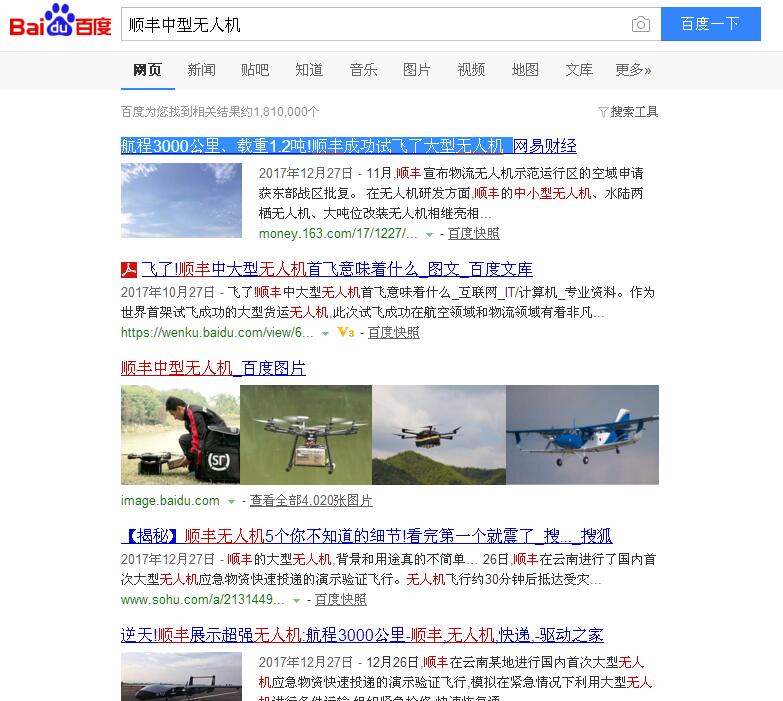 Bai du 百度
顺丰中型无人机
百度一下
网页 新闻 贴吧 知道 音乐 图片 视频 地图 文库 更多»
百度为您找到相关结果约1,810,000个
搜索工具
航程3000公里、载重1.2吨!顺丰成功试飞了大型无人机_网易财经
2017年12月27日 - 11月,顺丰宣布物流无人机示范运行区的空域申请
获东部战区批复。 在无人机研发方面,顺丰的中小型无人机、水陆两
栖无人机、大吨位改装无人机相继亮相...
money.163.com/17/1227/... - 百度快照
飞了!顺丰中大型无人机首飞意味着什么_图文_百度文库
2017年10月27日 - 飞了!顺丰中大型无人机首飞意味着什么_互联网_IT/计算机_专业资料。作为
世界首架试飞成功的大型货运无人机,此次试飞成功在航空领域和物流领域有着非凡...
https://wenku.baidu.com/view/6... V3 - 百度快照
顺丰中型无人机_百度图片
SF
image.baidu.com - 查看全部4,020张图片
【揭秘】顺丰无人机5个你不知道的细节!看完第一个就震了_搜..._搜狐
2017年12月27日 - 顺丰的大型无人机,背景和用途真的不简单... 26日,顺丰在云南进行了国内首
次大型无人机应急物资快速投递的演示验证飞行。无人机飞行约30分钟后抵达受灾...
www.sohu.com/a/2131449... - 百度快照
逆天!顺丰展示超强无人机:航程3000公里-顺丰,无人机,快递,-驱动之家
2017年12月27日 - 12月26日,顺丰在云南某地进行国内首次大型无人
机应急物资快速投递的演示验证飞行,模拟在紧急情况下利用大型无人